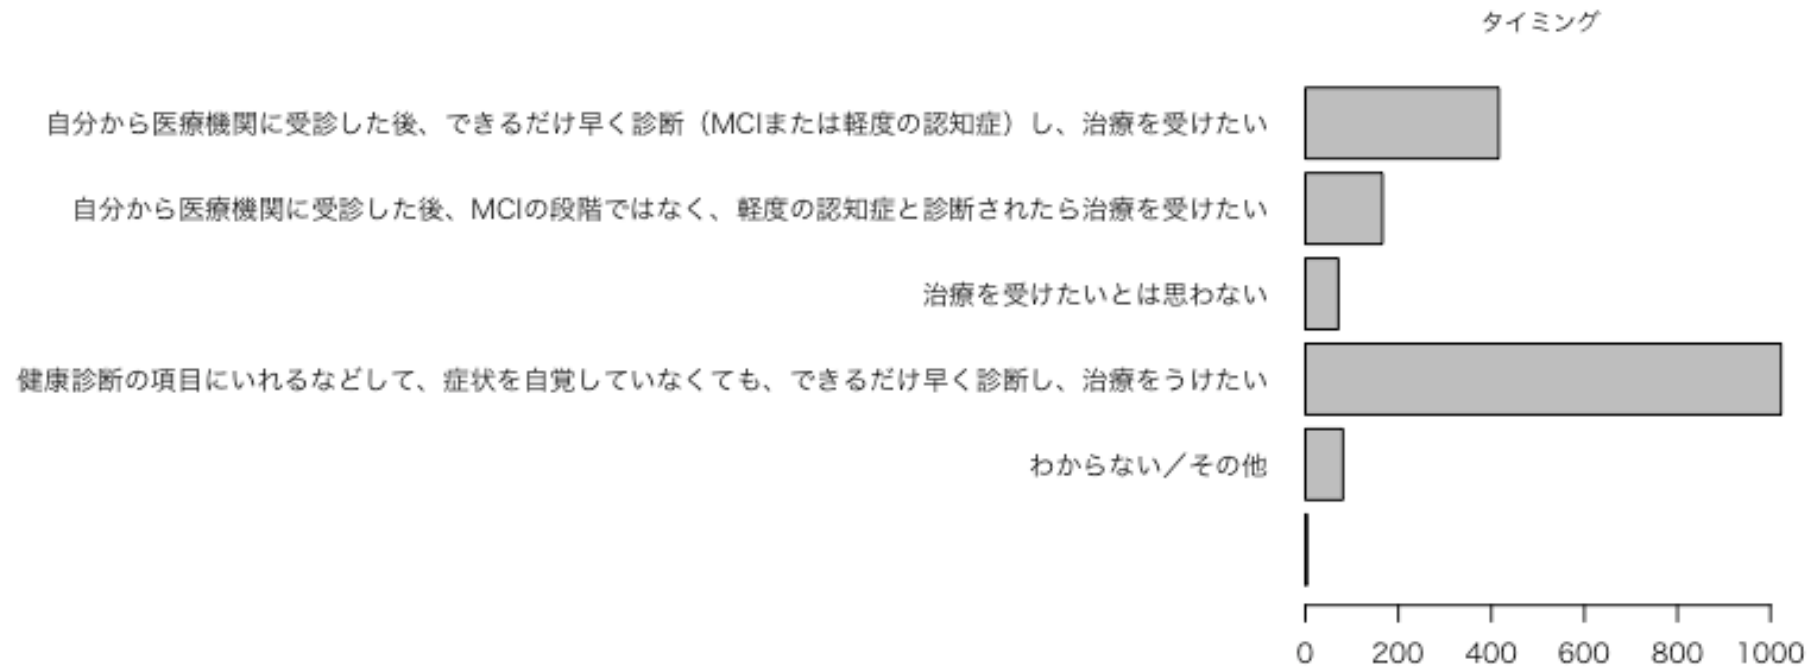 タイミング
自分から医療機関に受診した後、できるだけ早く診断（MCIまたは軽度の認知症）し、治療を受けたい
自分から医療機関に受診した後、MCIの段階ではなく、軽度の認知症と診断されたら治療を受けたい
治療を受けたいとは思わない
健康診断の項目にいれるなどして、症状を自覚していなくても、できるだけ早く診断し、治療をうけたい
わからない／その他
0 200 400 600 800 1000